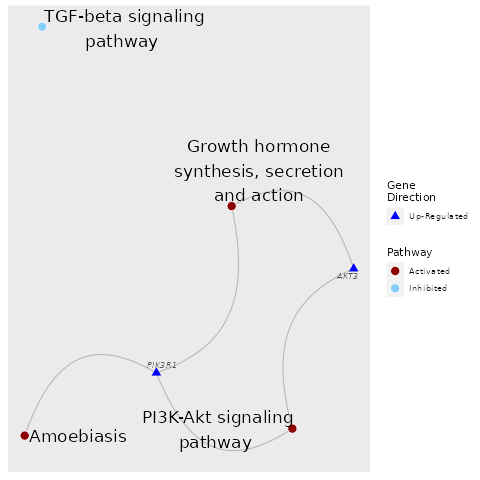 TGF-beta signaling
pathway
Growth hormone
synthesis, secretion
and action
AKT3
PIK3R1
PI3K-Akt signaling
pathway
Amoebiasis
Gene
Direction
Up-Regulated
Pathway
Activated
Inhibited